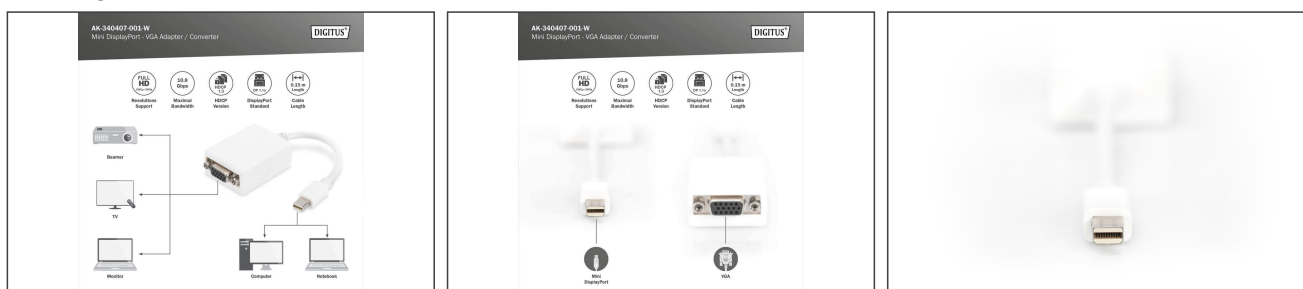 AK-340407-001-W
Mini DisplayPort - VGA Adapter / Converter
DIGITUS®
FULL
HD
10.8
Gbps
HDCP
1.3
DP 1.1a
0.15 m
Length
Resolutions
Support
Maximal
Bandwidth
HDCP
Version
DisplayPort
Standard
Cable
Length
Beamer
TV
Monitor
Computer
Notebook
AK-340407-001-W
Mini DisplayPort - VGA Adapter / Converter
DIGITUS®
FULL
HD
10.8
Gbps
HDCP
1.3
DP 1.1a
0.15 m
Length
Resolutions
Support
Maximal
Bandwidth
HDCP
Version
DisplayPort
Standard
Cable
Length
Mini
DisplayPort
VGA